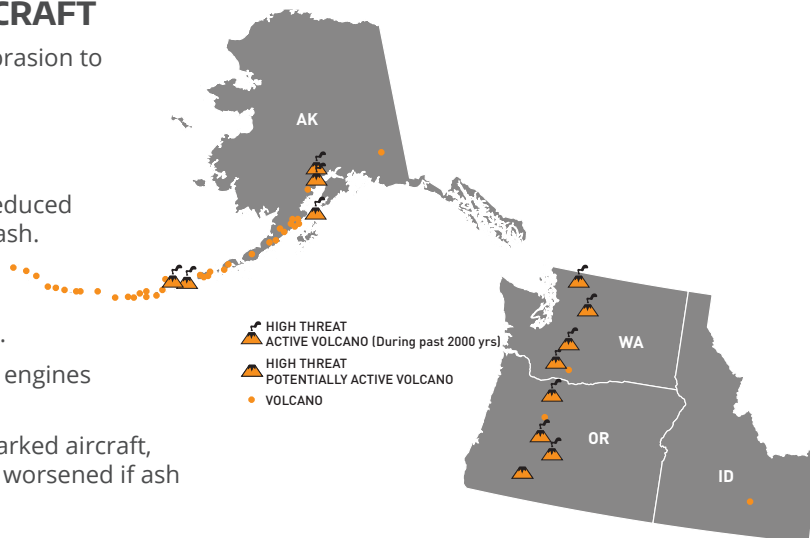 CRAFT
brasion to
educed
ash.
.
engines
arked aircraft,
worsened if ash
AK
HIGH THREAT
ACTIVE VOLCANO (During past 2000 yrs)
HIGH THREAT
POTENTIALLY ACTIVE VOLCANO
VOLCANO
WA
OR
ID